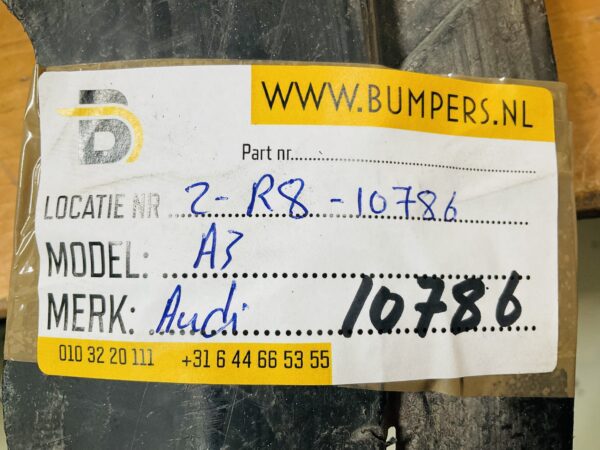 B
WWW.BUMPERS.NL
Part nr.
LOCATIE NR 2-R8-10786
MODEL: A3
MERK: Audi 10786
010 32 20 111 +31 6 44 66 53 55